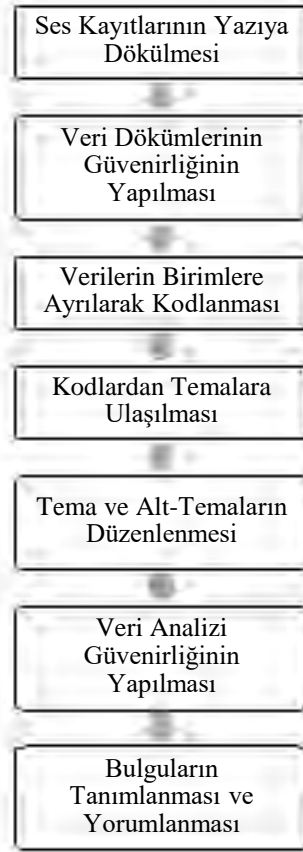 Ses Kayıtlarının Yazıya
Dökülmesi
Veri Dökümlerinin
Güvenirliğinin
Yapılması
Verilerin Birimlere
Ayrılarak Kodlanması
Kodlardan Temalara
Ulaşılması
Tema ve Alt-Temaların
Düzenlenmesi
Veri Analizi
Güvenirliğinin
Yapılması
Bulguların
Tanımlanması ve
Yorumlanması